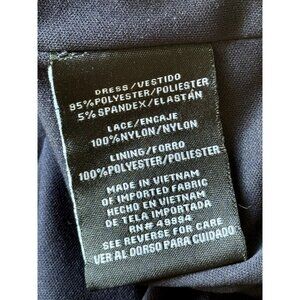 DRESS/VESTIDO
95%POLYESTER/POLIESTER
5%SPANDEX/ELASTÁN
LACE/ENCAJE
100%NYLON/NYLON
LINING/FORRO
100%POLYESTER/POLIESTER
MADE IN VIETNAM
OF IMPORTED FABRIC
HECHO EN VIETNAM
DE TELA IMPORTADA
RN# 49994
SEE REVERSE FOR CARE
VER AL DORSO PARA CUIDADO